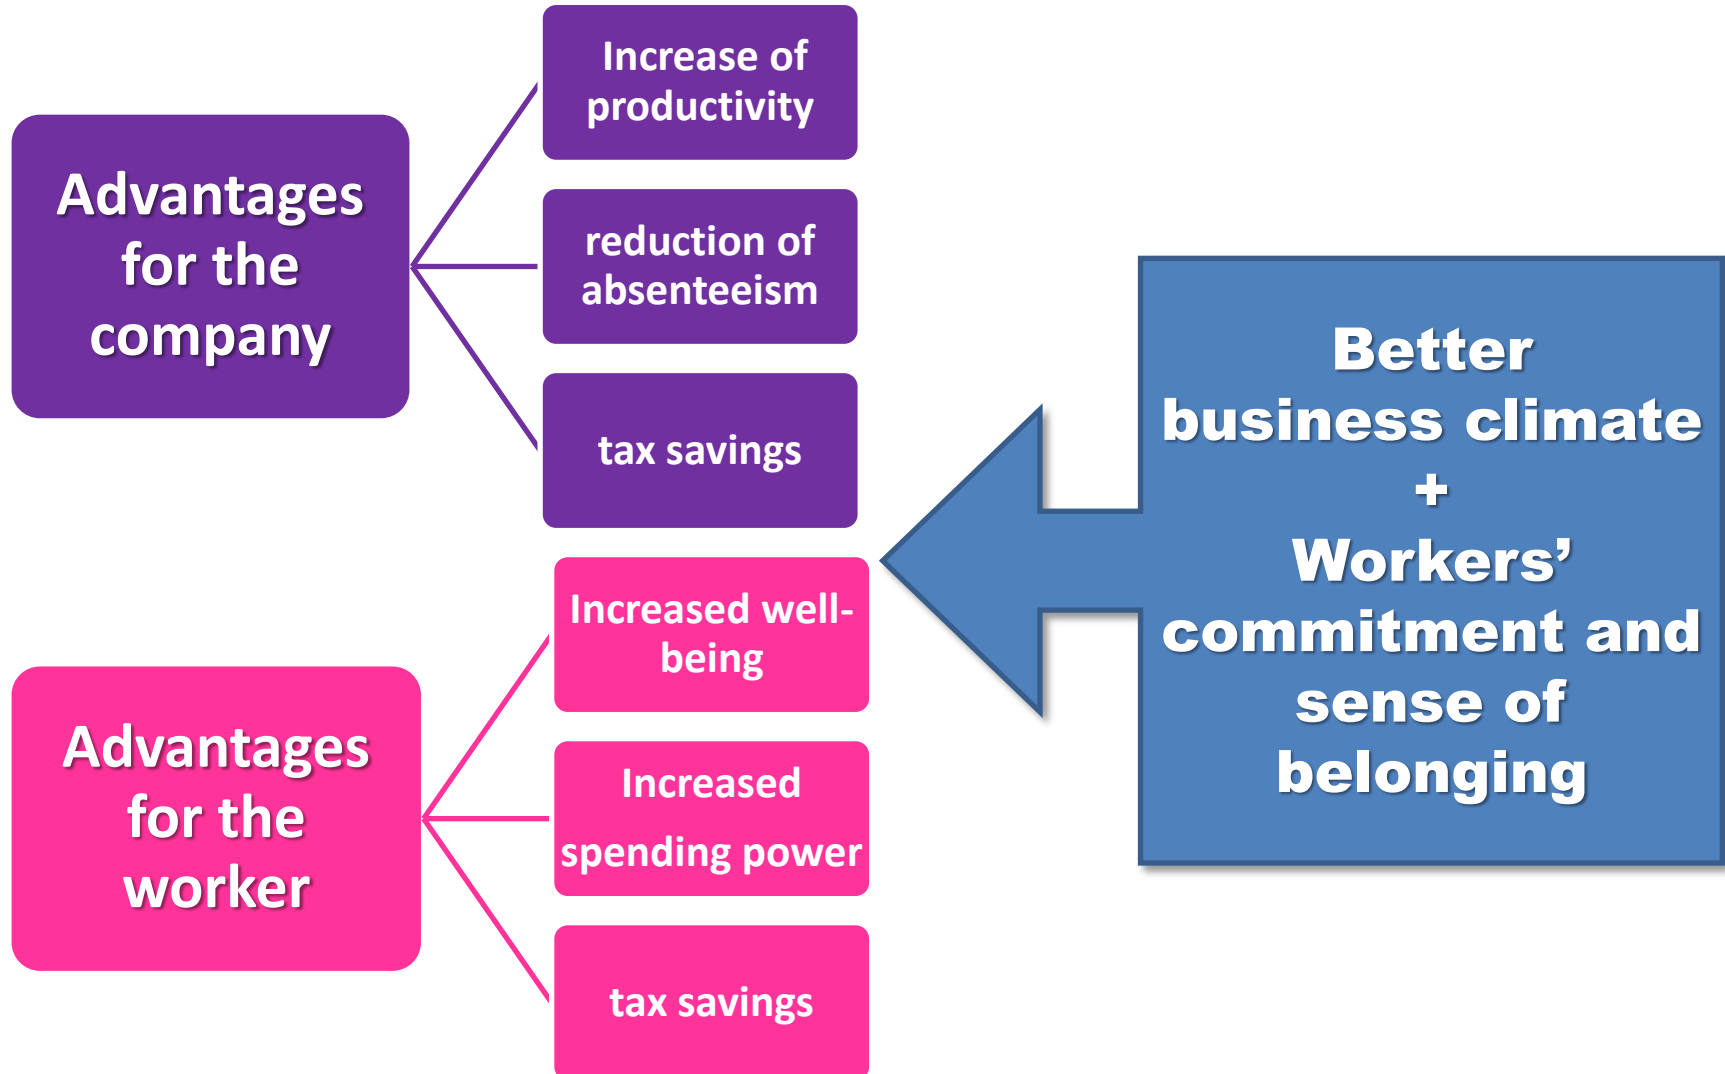 Advantages
for the
company
Increase of
productivity
reduction of
absenteeism
tax savings
Advantages
for the
worker
Increased well-
being
Increased
spending power
tax savings
Better
business climate
+
Workers’
commitment and
sense of
belonging